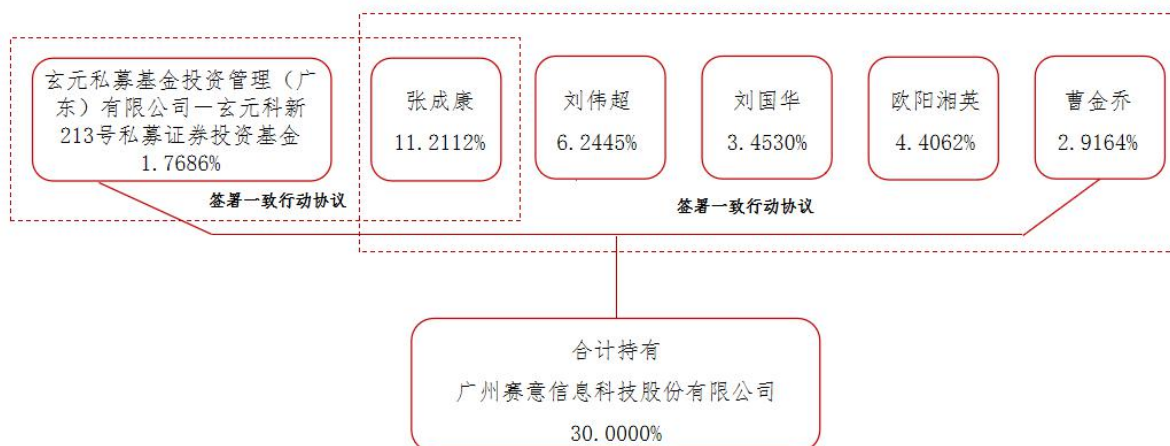 玄元私募基金投资管理（广
东）有限公司—玄元科新
213号私募证券投资基金
1.7686%
张成康
11.2112%
刘伟超
6.2445%
刘国华
3.4530%
欧阳湘英
4.4062%
曹金乔
2.9164%
签署一致行动协议
签署一致行动协议
合计持有
广州赛意信息科技股份有限公司
30.0000%